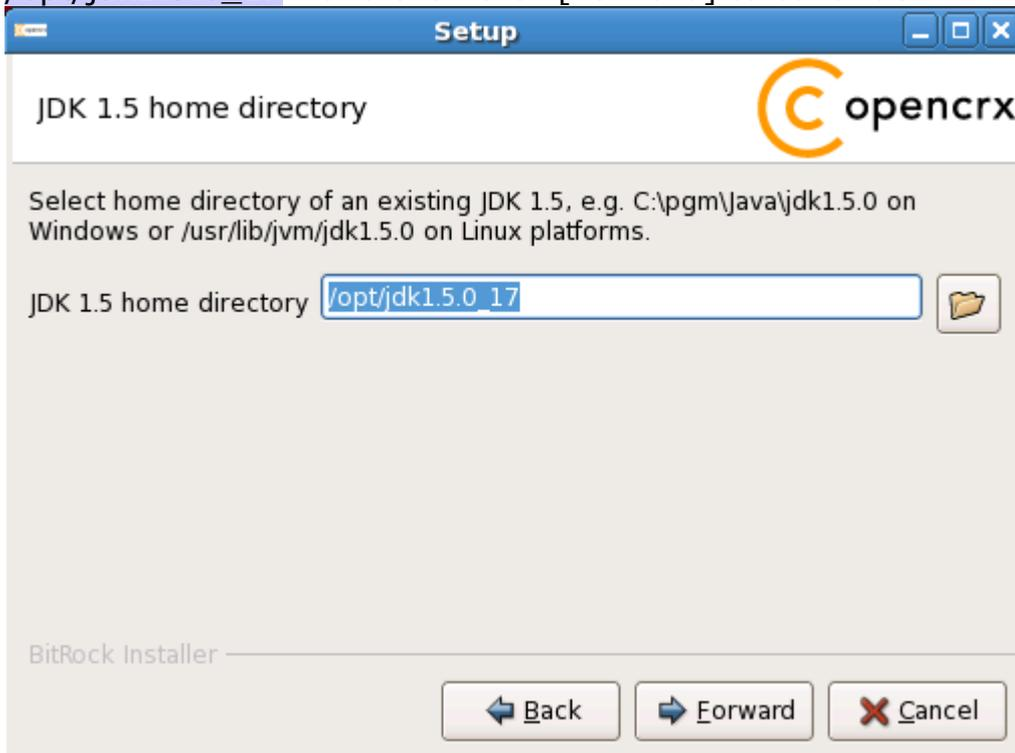 Setup
JDK 1.5 home directory
opencrx
Select home directory of an existing JDK 1.5, e.g. C:\pgm\Java\jdk1.5.0 on
Windows or /usr/lib/jvm/jdk1.5.0 on Linux platforms.
JDK 1.5 home directory /opt/jdk1.5.0_17
BitRock Installer
Back Forward Cancel